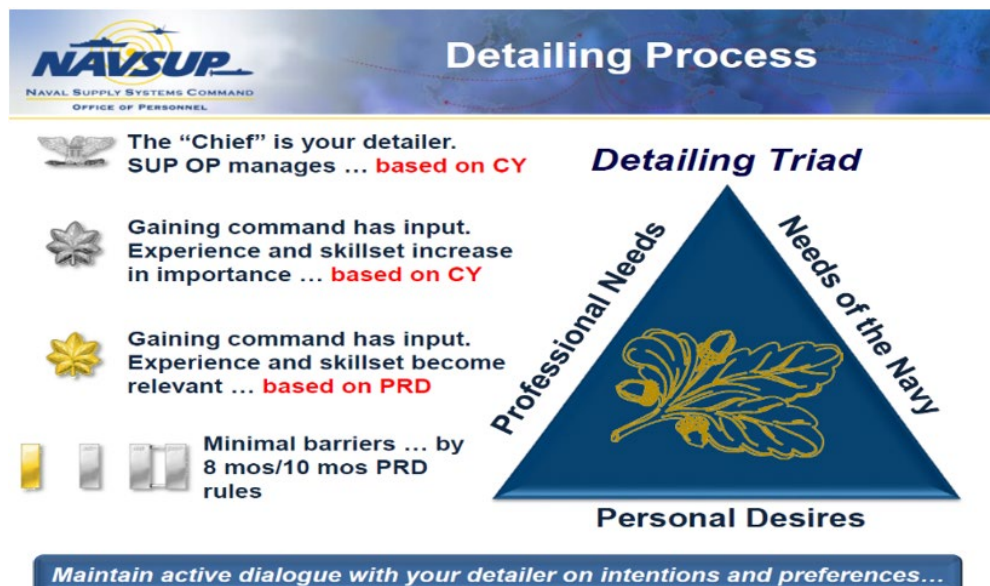 NAVSUP
NAVAL SUPPLY SYSTEMS COMMAND
OFFICE OF PERSONNEL
Detailing Process
The “Chief” is your detailer.
SUP OP manages … based on CY
Gaining command has input.
Experience and skillset increase
in importance … based on CY
Gaining command has input.
Experience and skillset become
relevant … based on PRD
Minimal barriers … by
8 mos/10 mos PRD
rules
Detailing Triad
Professional Needs
Needs of the Navy
Personal Desires
Maintain active dialogue with your detailer on intentions and preferences…